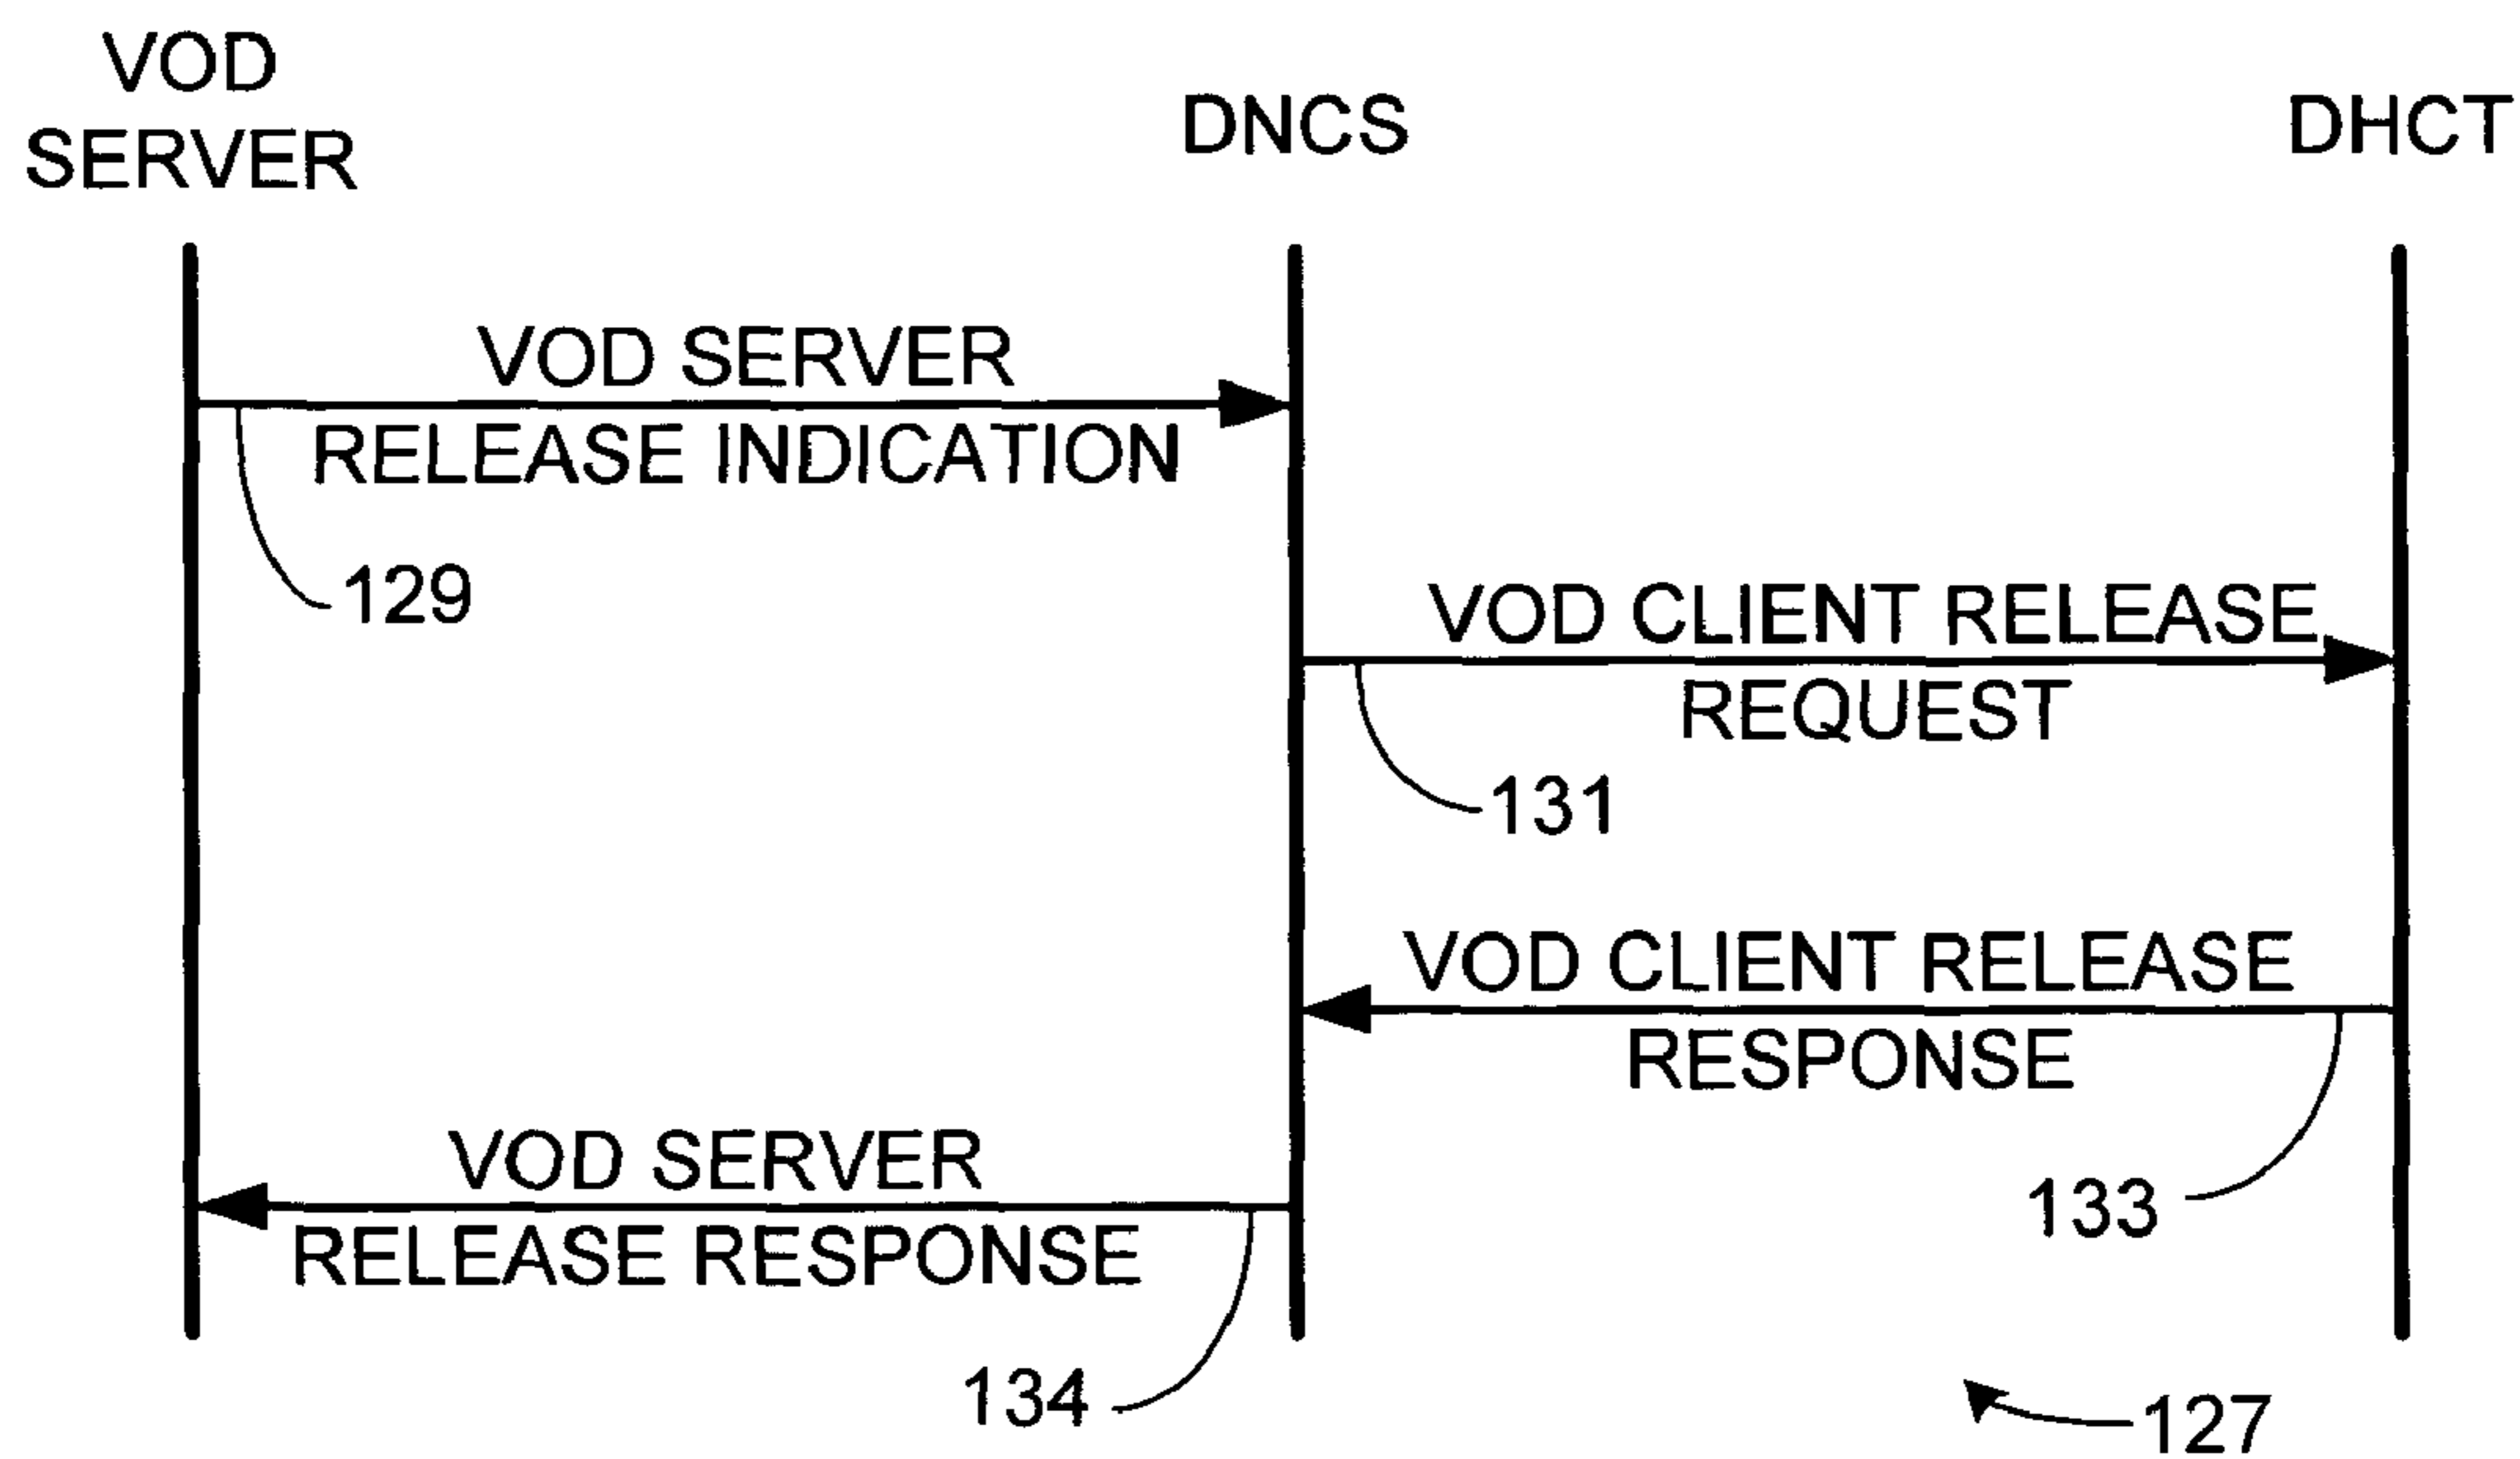 VOD
SERVER
DNCS
DHCT
VOD SERVER
RELEASE INDICATION
129
VOD CLIENT RELEASE
REQUEST
131
VOD CLIENT RELEASE
RESPONSE
133
VOD SERVER
RELEASE RESPONSE
134
127